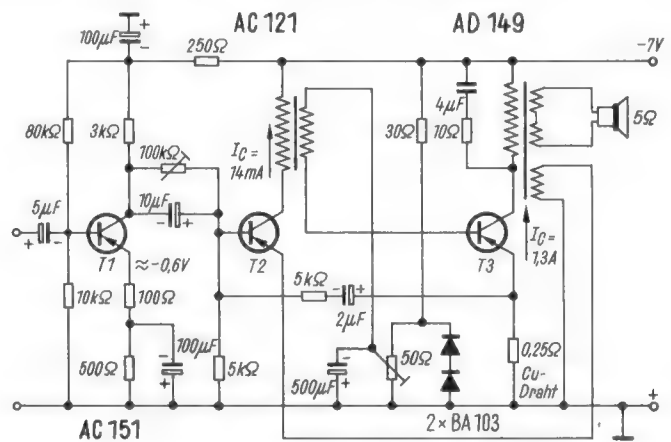 AC 121
AD 149
+
100µF
-
250Ω
-7V
80kΩ
3kΩ
100kΩ
I_C =
14mA
30Ω
4µF
10Ω
5Ω
5µF
+ -
10µF
- +
T1
≈-0,6V
T2
T3
I_C =
1,3A
10kΩ
100Ω
5kΩ
- +
2µF
500Ω
-
100µF
+
5kΩ
-
500µF
+
50Ω
0,25Ω
Cu-
Draht
+
AC 151
2 × BA 103